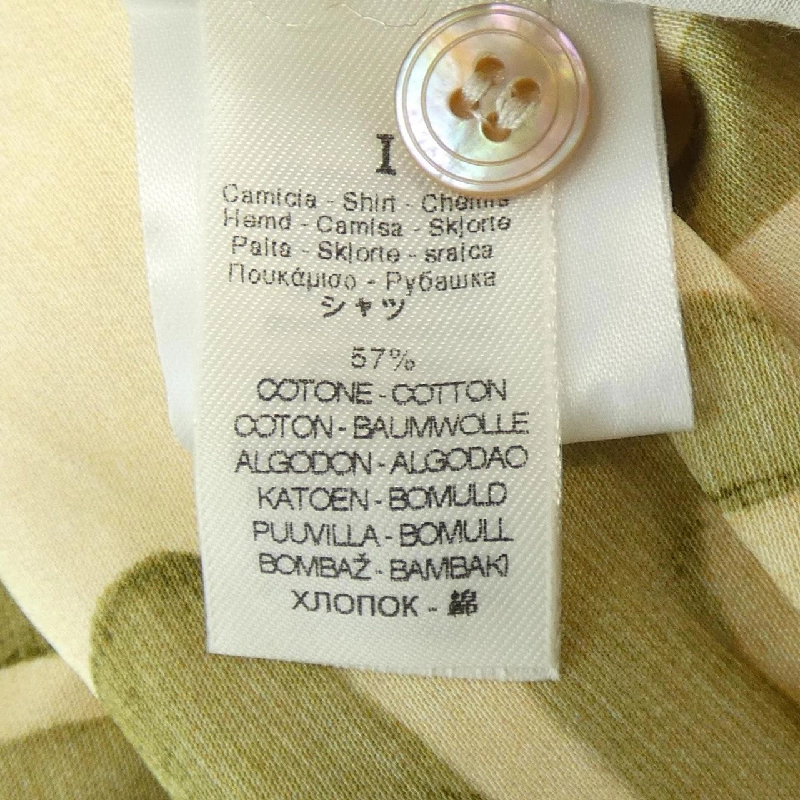 I
Camicia - Shirt - Chemis
Hemd - Camisa - Skjorte
Paita - Skjorte - sraica
Πουκάμισο - Рубашка
シャツ
57%
COTONE - COTTON
COTON - BAUMWOLLE
ALGODON - ALGODAO
KATOEN - BOMULD
PUUVILLA - BOMULL
BOMBAŽ - BAMBAKI
ХЛОПОК - 綿